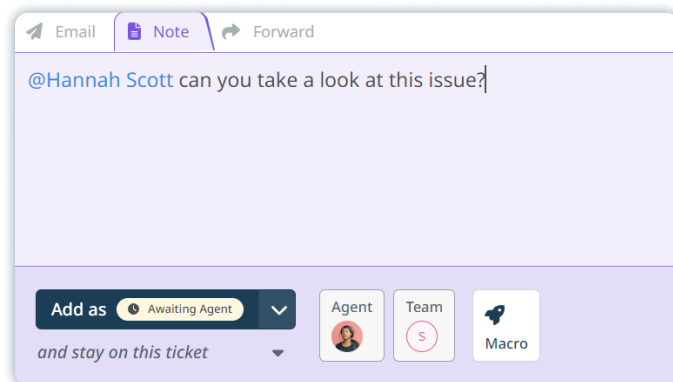 Email Note Forward
@Hannah Scott can you take a look at this issue?
Add as Awaiting Agent
and stay on this ticket
Agent
Team
S
Macro